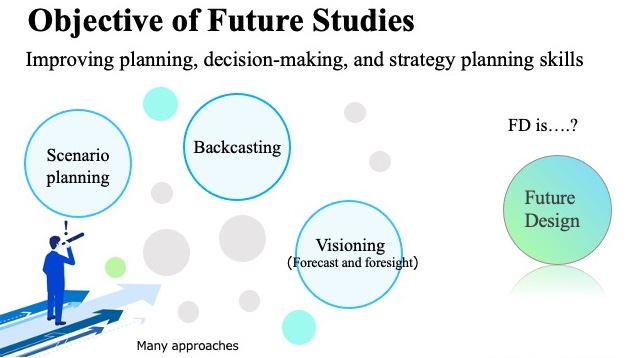 Objective of Future Studies
Improving planning, decision-making, and strategy planning skills
Scenario
planning
Backcasting
Visioning
(Forecast and foresight)
FD is….?
Future
Design
Many approaches